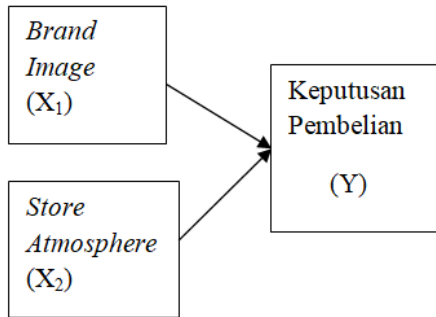 Brand
Image
(X₁)
Keputusan
Pembelian
(Y)
Store
Atmosphere
(X₂)